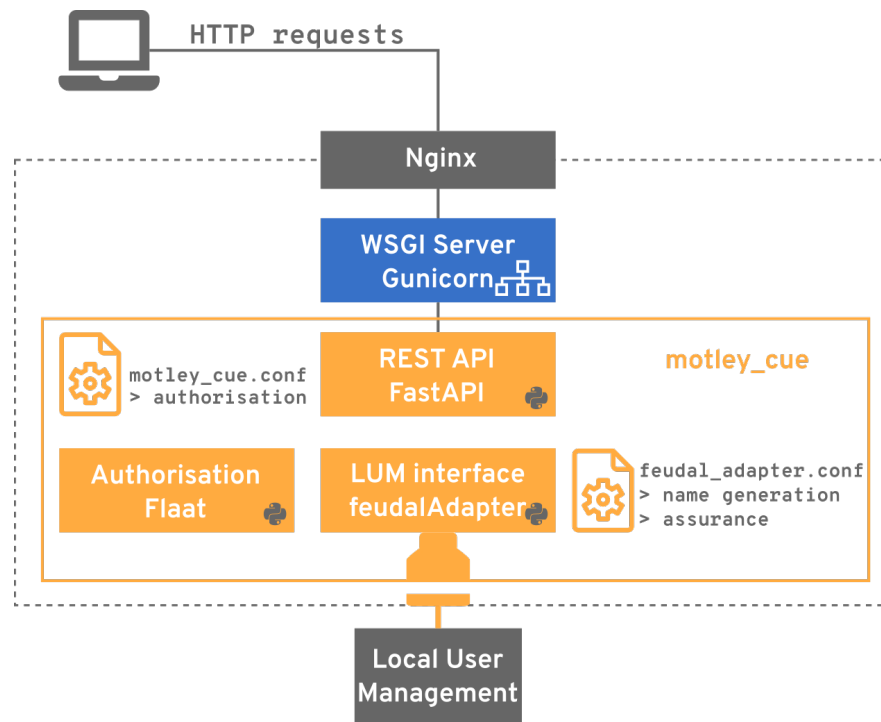 HTTP requests
Nginx
WSGI Server
Gunicorn
motley_cue.conf
> authorisation
REST API
FastAPI
motley_cue
Authorisation
Flaat
LUM interface
feudalAdapter
feudal_adapter.conf
> name generation
> assurance
Local User
Management